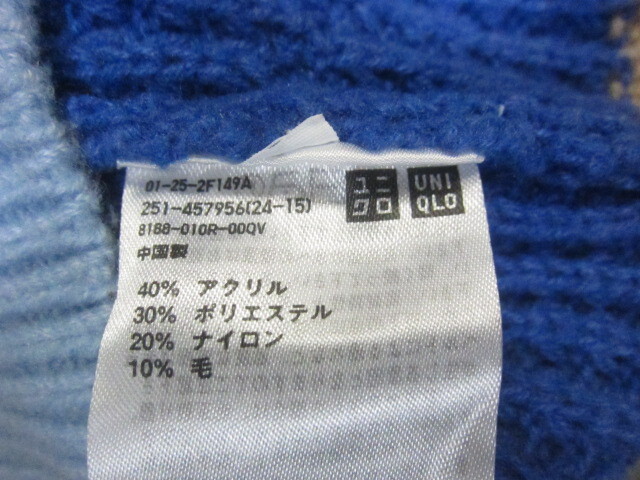 01-25-2F149A
251-457956(24-15)
8188-010R-00QV
中国製
ユニ
クロ
UNI
QLO
40% アクリル
30% ポリエステル
20% ナイロン
10% 毛